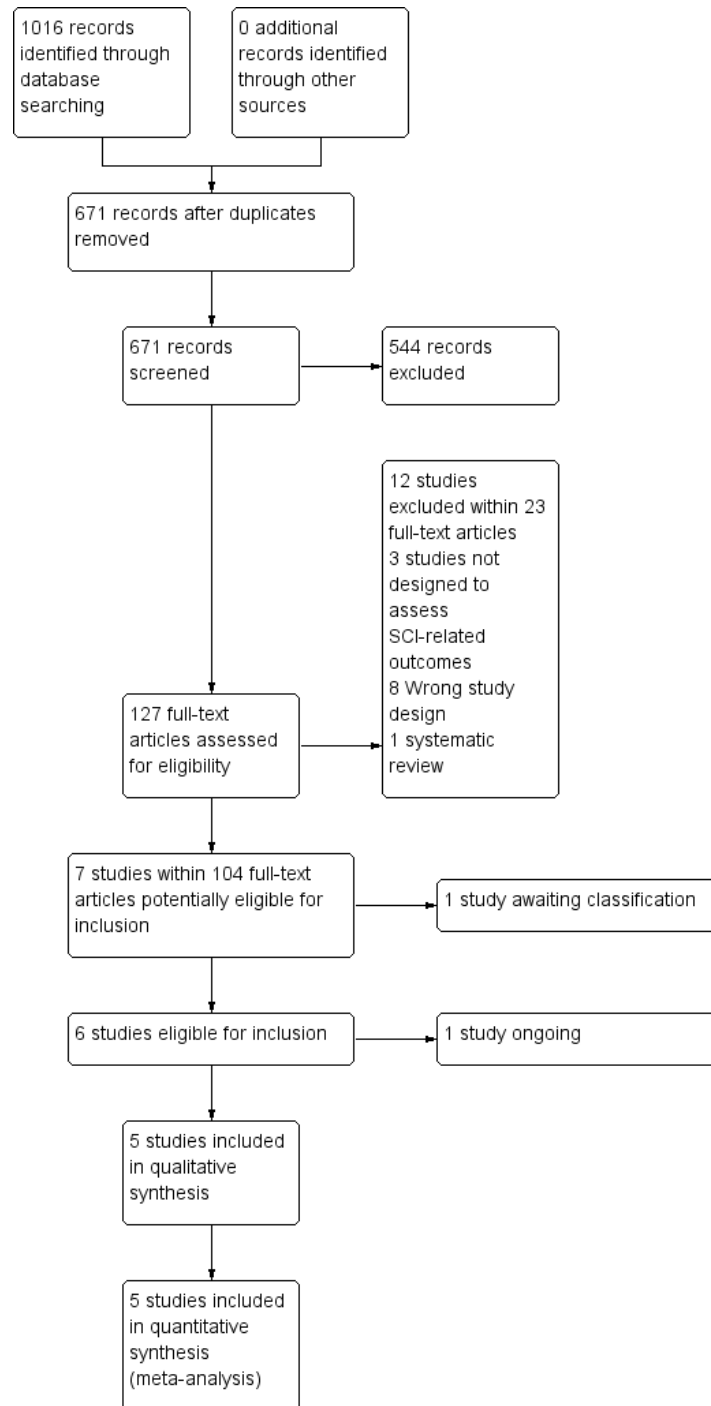 1016 records
identified through
database
searching
0 additional
records identified
through other
sources
671 records after duplicates
removed
671 records
screened
544 records
excluded
12 studies
excluded within 23
full-text articles
3 studies not
designed to
assess
SCI-related
outcomes
8 Wrong study
design
1 systematic
review
127 full-text
articles assessed
for eligibility
7 studies within 104 full-text
articles potentially eligible for
inclusion
1 study awaiting classification
6 studies eligible for inclusion
1 study ongoing
5 studies included
in qualitative
synthesis
5 studies included
in quantitative
synthesis
(meta-analysis)